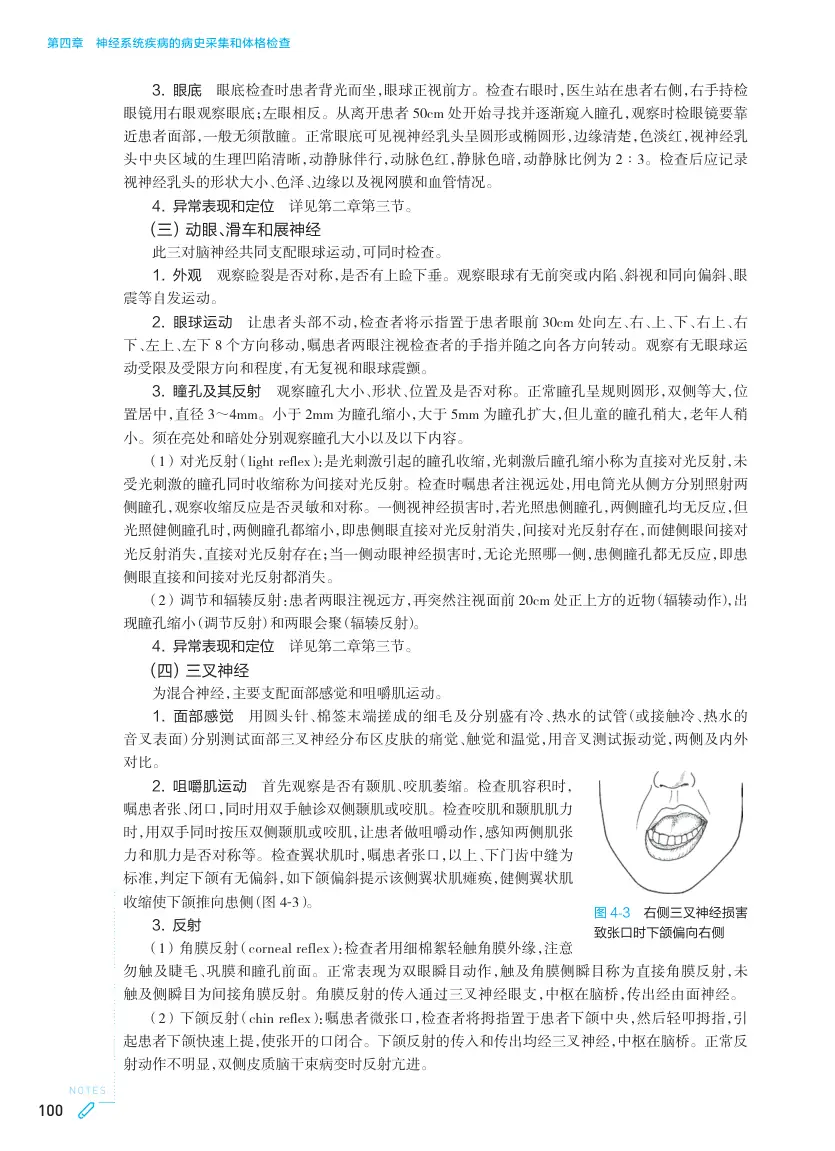 第四章 神经系统疾病的病史采集和体格检查
3. 眼底 眼底检查时患者背光而坐,眼球正视前方。检查右眼时,医生站在患者右侧,右手持检
眼镜用右眼观察眼底;左眼相反。从离开患者 50cm 处开始寻找并逐渐窥入瞳孔,观察时检眼镜要靠
近患者面部,一般无须散瞳。正常眼底可见视神经乳头呈圆形或椭圆形,边缘清楚,色淡红,视神经乳
头中央区域的生理凹陷清晰,动静脉伴行,动脉色红,静脉色暗,动静脉比例为 2∶3。检查后应记录
视神经乳头的形状大小、色泽、边缘以及视网膜和血管情况。
4. 异常表现和定位 详见第二章第三节。
(三)动眼、滑车和展神经
此三对脑神经共同支配眼球运动,可同时检查。
1. 外观 观察睑裂是否对称,是否有上睑下垂。观察眼球有无前突或内陷、斜视和同向偏斜、眼
震等自发运动。
2. 眼球运动 让患者头部不动,检查者将示指置于患者眼前 30cm 处向左、右、上、下、右上、右
下、左上、左下 8 个方向移动,嘱患者两眼注视检查者的手指并随之向各方向转动。观察有无眼球运
动受限及受限方向和程度,有无复视和眼球震颤。
3. 瞳孔及其反射 观察瞳孔大小、形状、位置及是否对称。正常瞳孔呈规则圆形,双侧等大,位
置居中,直径 3～4mm。小于 2mm 为瞳孔缩小,大于 5mm 为瞳孔扩大,但儿童的瞳孔稍大,老年人稍
小。须在亮处和暗处分别观察瞳孔大小以及以下内容。
(1)对光反射(light reflex):是光刺激引起的瞳孔收缩,光刺激后瞳孔缩小称为直接对光反射,未
受光刺激的瞳孔同时收缩称为间接对光反射。检查时嘱患者注视远处,用电筒光从侧方分别照射两
侧瞳孔,观察收缩反应是否灵敏和对称。一侧视神经损害时,若光照患侧瞳孔,两侧瞳孔均无反应,但
光照健侧瞳孔时,两侧瞳孔都缩小,即患侧眼直接对光反射消失,间接对光反射存在,而健侧眼间接对
光反射消失,直接对光反射存在;当一侧动眼神经损害时,无论光照哪一侧,患侧瞳孔都无反应,即患
侧眼直接和间接对光反射都消失。
(2)调节和辐辏反射:患者两眼注视远方,再突然注视面前 20cm 处正上方的近物(辐辏动作),出
现瞳孔缩小(调节反射)和两眼会聚(辐辏反射)。
4. 异常表现和定位 详见第二章第三节。
(四)三叉神经
为混合神经,主要支配面部感觉和咀嚼肌运动。
1. 面部感觉 用圆头针、棉签末端搓成的细毛及分别盛有冷、热水的试管(或接触冷、热水的
音叉表面)分别测试面部三叉神经分布区皮肤的痛觉、触觉和温觉,用音叉测试振动觉,两侧及内外
对比。
2. 咀嚼肌运动 首先观察是否有颞肌、咬肌萎缩。检查肌容积时,
嘱患者张、闭口,同时用双手触诊双侧颞肌或咬肌。检查咬肌和颞肌肌力
时,用双手同时按压双侧颞肌或咬肌,让患者做咀嚼动作,感知两侧肌张
力和肌力是否对称等。检查翼状肌时,嘱患者张口,以上、下门齿中缝为
标准,判定下颌有无偏斜,如下颌偏斜提示该侧翼状肌瘫痪,健侧翼状肌
收缩使下颌推向患侧(图 4-3)。
图 4-3 右侧三叉神经损害
致张口时下颌偏向右侧
3. 反射
(1)角膜反射(corneal reflex):检查者用细棉絮轻触角膜外缘,注意
勿触及睫毛、巩膜和瞳孔前面。正常表现为双眼瞬目动作,触及角膜侧瞬目称为直接角膜反射,未
触及侧瞬目为间接角膜反射。角膜反射的传入通过三叉神经眼支,中枢在脑桥,传出经由面神经。
(2)下颌反射(chin reflex):嘱患者微张口,检查者将拇指置于患者下颌中央,然后轻叩拇指,引
起患者下颌快速上提,使张开的口闭合。下颌反射的传入和传出均经三叉神经,中枢在脑桥。正常反
射动作不明显,双侧皮质脑干束病变时反射亢进。
NOTES
100